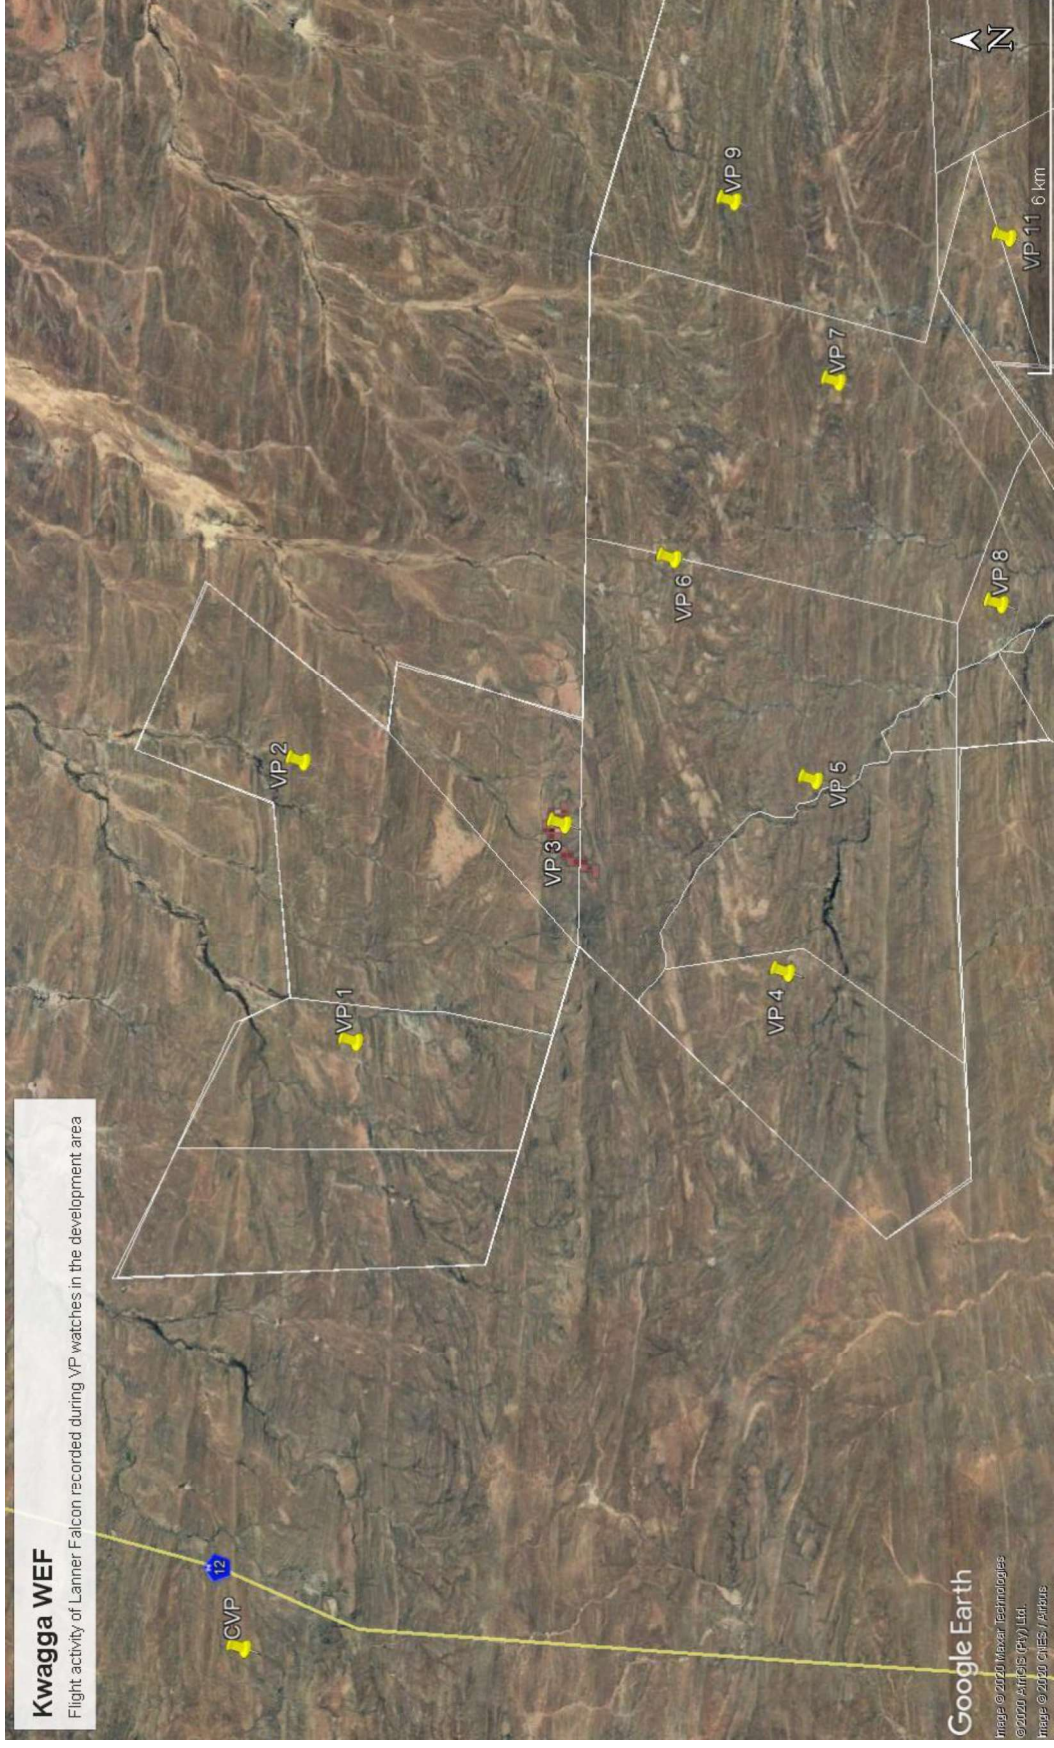 Kwagga WEF
Flight activity of Lanner Falcon recorded during VP watches in the development area
CVP
12
VP 1
VP 2
VP 3
VP 4
VP 5
VP 6
VP 7
VP 8
VP 9
VP 11
N
6 km
Google Earth
Image © 2020 Maxar Technologies
© 2020 AfriGIS (Pty) Ltd.
Image © 2020 CNES / Airbus